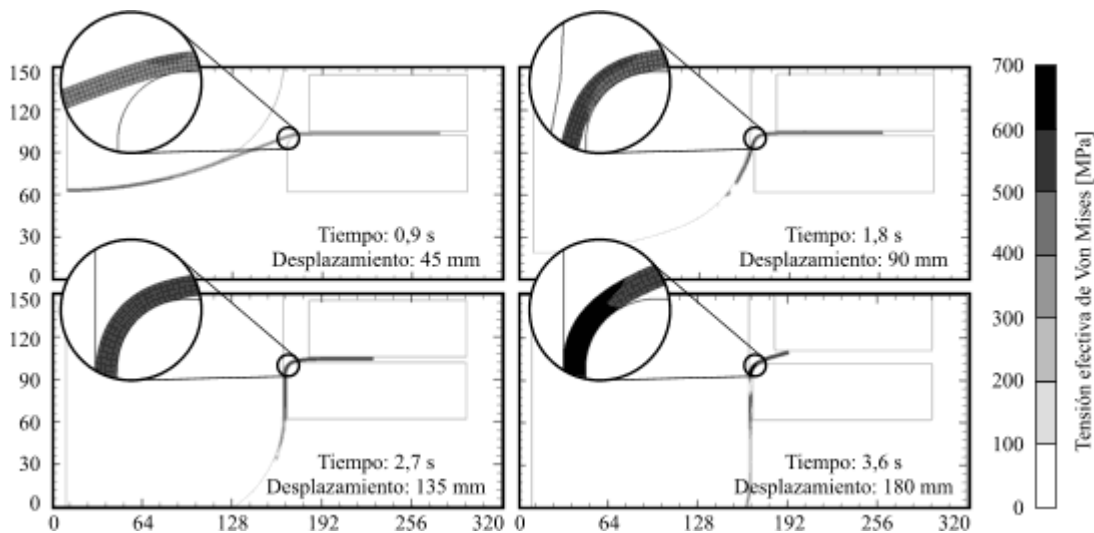 150
120
90
60
30
0
Tiempo: 0,9 s
Desplazamiento: 45 mm
Tiempo: 1,8 s
Desplazamiento: 90 mm
150
120
90
60
30
0
Tiempo: 2,7 s
Desplazamiento: 135 mm
Tiempo: 3,6 s
Desplazamiento: 180 mm
0 64 128 192 256 320
0 64 128 192 256 320
700
600
500
400
300
200
100
0
Tensión efectiva de Von Mises [MPa]